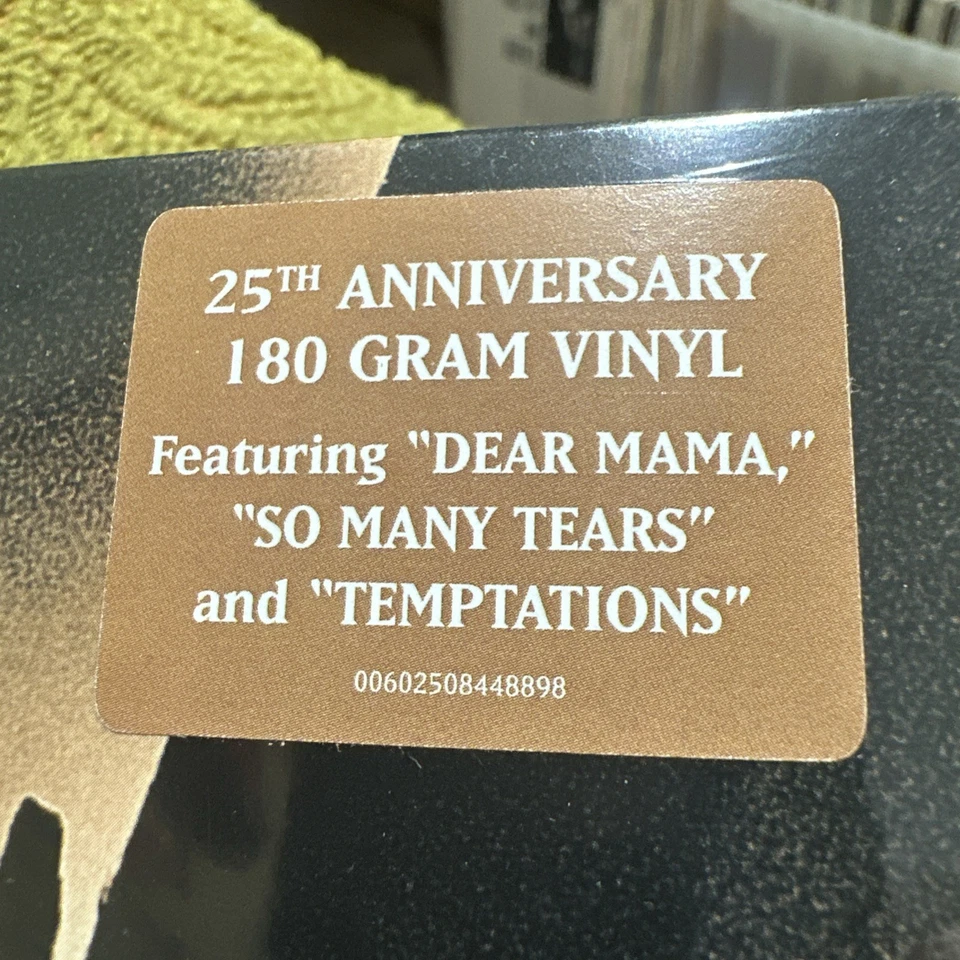 25TH ANNIVERSARY
180 GRAM VINYL
Featuring "DEAR MAMA,"
"SO MANY TEARS"
and "TEMPTATIONS"
00602508448898